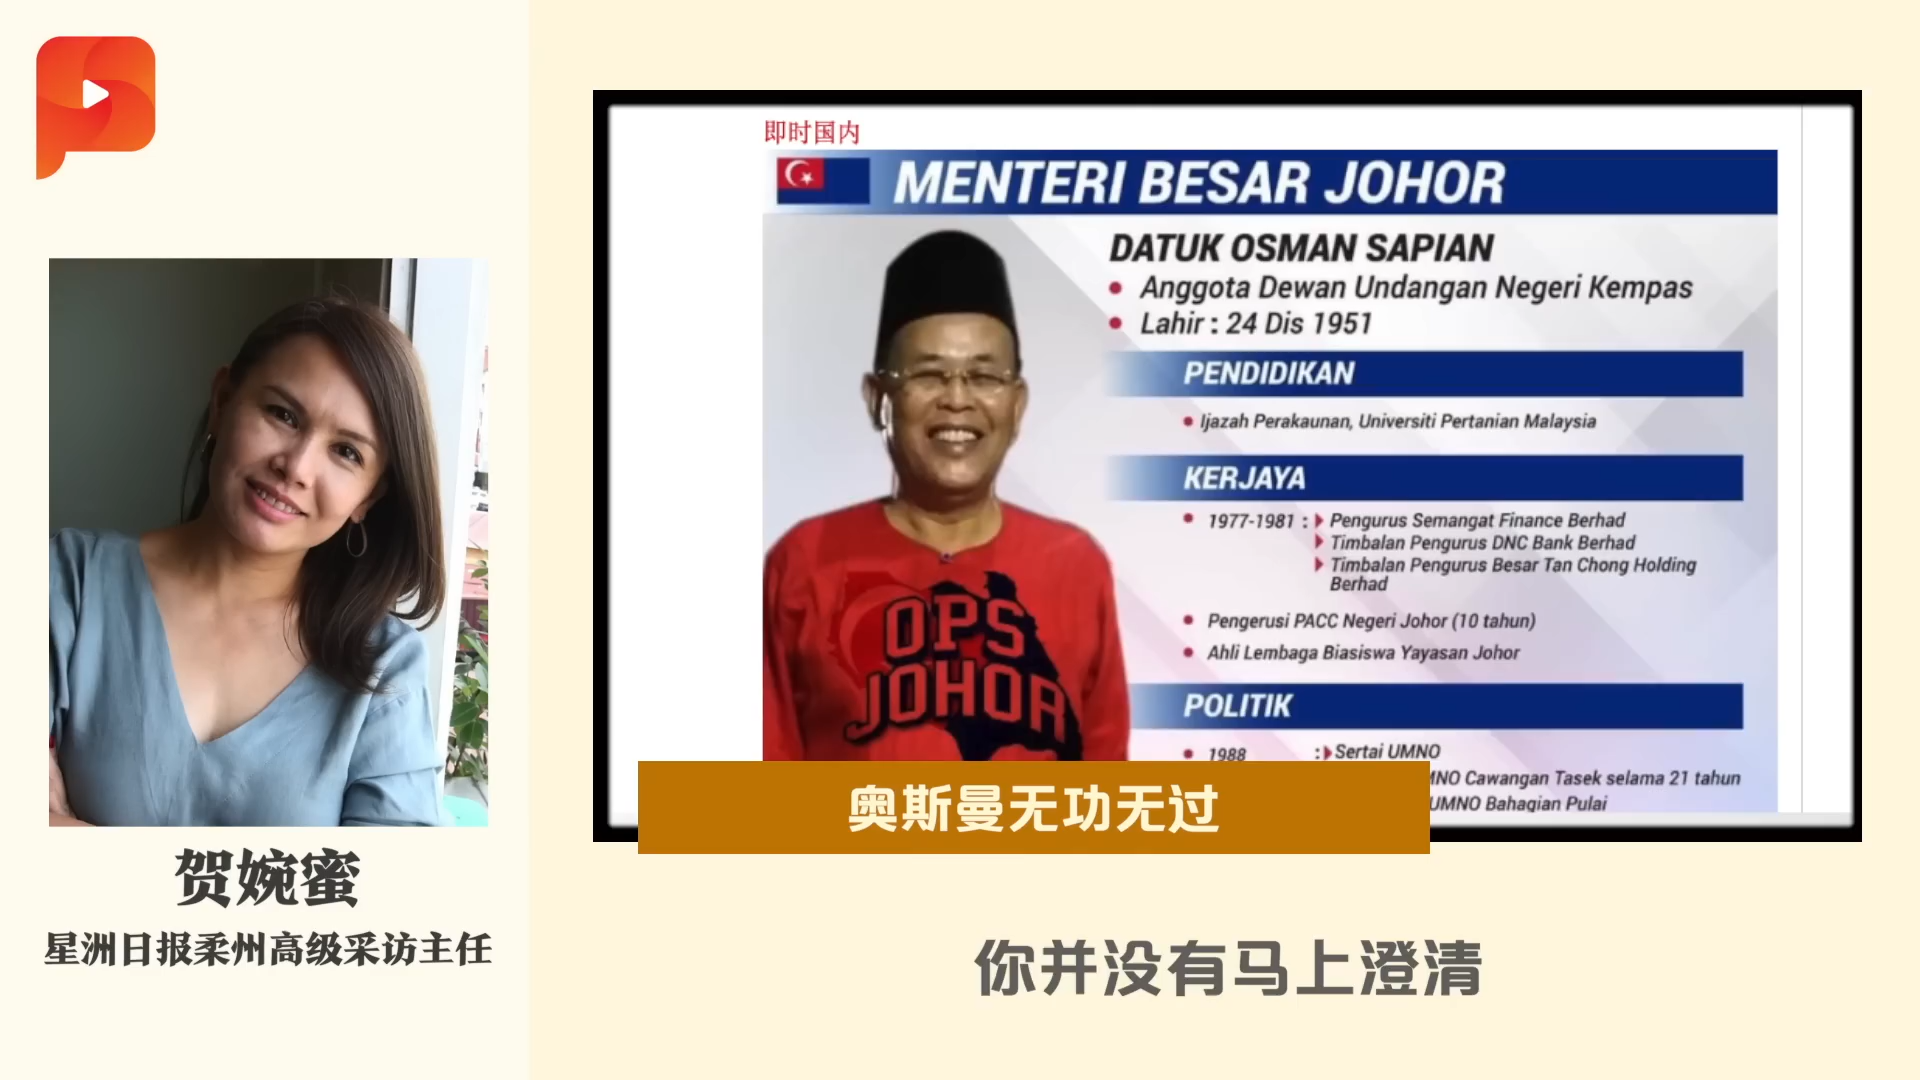 贺婉蜜
星洲日报柔州高级采访主任
即时国内
MENTERI BESAR JOHOR
DATUK OSMAN SAPIAN
• Anggota Dewan Undangan Negeri Kempas
• Lahir : 24 Dis 1951
PENDIDIKAN
• Ijazah Perakaunan, Universiti Pertanian Malaysia
KERJAYA
• 1977-1981 : Pengurus Semangat Finance Berhad
Timbalan Pengurus DNC Bank Berhad
Timbalan Pengurus Besar Tan Chong Holding
Berhad
• Pengerusi PACC Negeri Johor (10 tahun)
• Ahli Lembaga Biasiswa Yayasan Johor
POLITIK
• 1988 : Sertai UMNO
Cawangan Tasek selama 21 tahun
UMNO Bahagian Pulai
OPS
JOHOR
奥斯曼无功无过
你并没有马上澄清